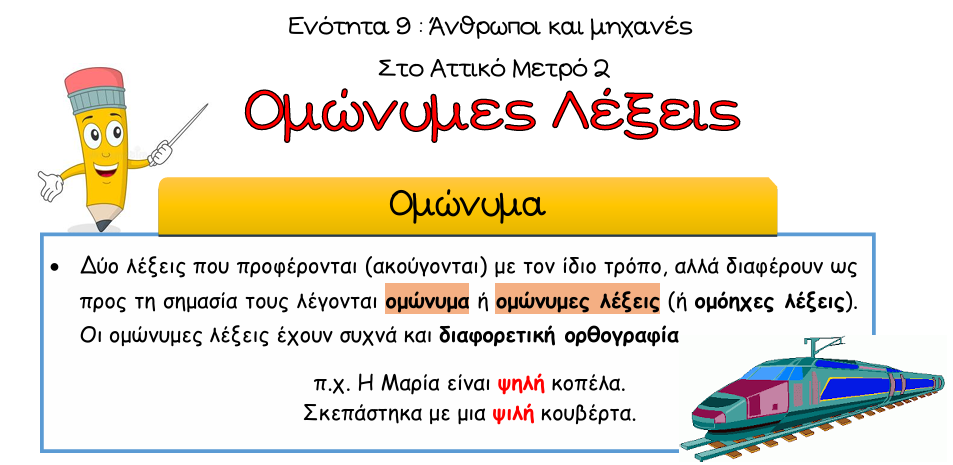 Ενότητα 9 : Άνθρωποι και μηχανές
Στο Αττικό Μετρό 2
Ομώνυμες Λέξεις
Ομώνυμα
• Δύο λέξεις που προφέρονται (ακούγονται) με τον ίδιο τρόπο, αλλά διαφέρουν ως
προς τη σημασία τους λέγονται ομώνυμα ή ομώνυμες λέξεις (ή ομόηχες λέξεις).
Οι ομώνυμες λέξεις έχουν συχνά και διαφορετική ορθογραφία
π.χ. Η Μαρία είναι ψηλή κοπέλα.
Σκεπάστηκα με μια ψιλή κουβέρτα.